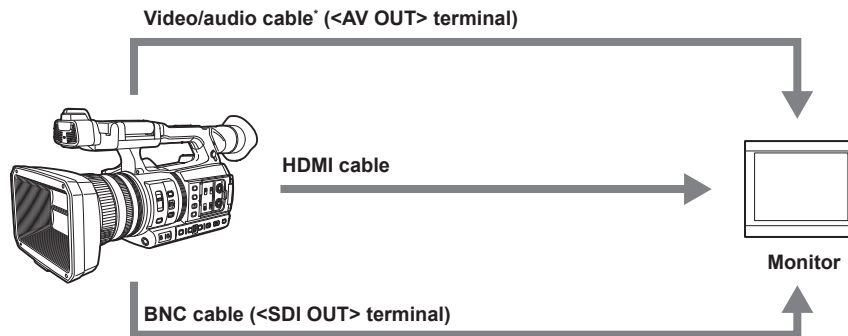 Video/audio cable* (<AV OUT> terminal)
HDMI cable
Monitor
BNC cable (<SDI OUT> terminal)